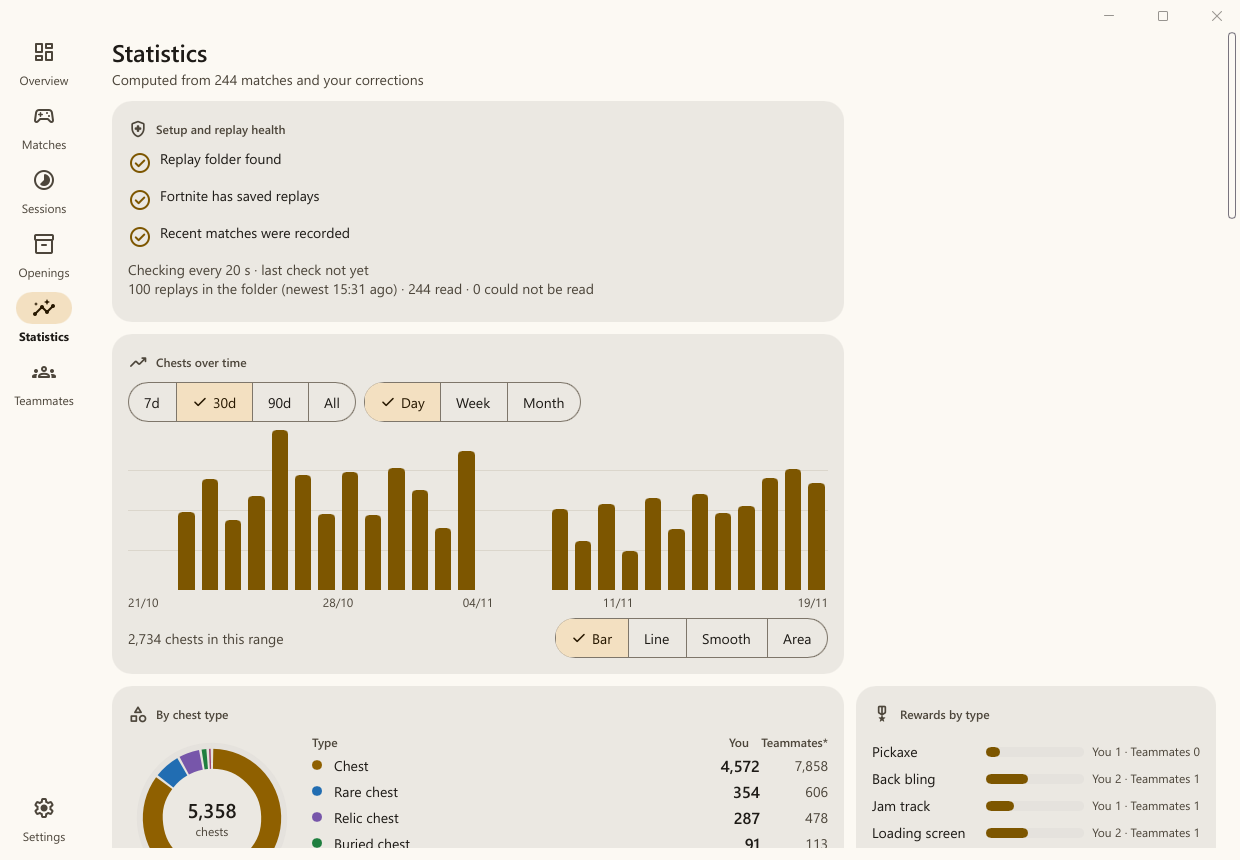 Statistics
Computed from 244 matches and your corrections
Overview
Matches
Sessions
Openings
Statistics
Teammates
Settings
Setup and replay health
Replay folder found
Fortnite has saved replays
Recent matches were recorded
Checking every 20 s · last check not yet
100 replays in the folder (newest 15:31 ago) · 244 read · 0 could not be read
Chests over time
7d 30d 90d All Day Week Month
21/10 28/10 04/11 11/11 19/11
2,734 chests in this range
Bar Line Smooth Area
By chest type
5,358
chests
Type You Teammates*
Chest 4,572 7,858
Rare chest 354 606
Relic chest 287 478
Buried chest 91 113
Rewards by type
Pickaxe You 1 · Teammates 0
Back bling You 2 · Teammates 1
Jam track You 1 · Teammates 1
Loading screen You 2 · Teammates 1